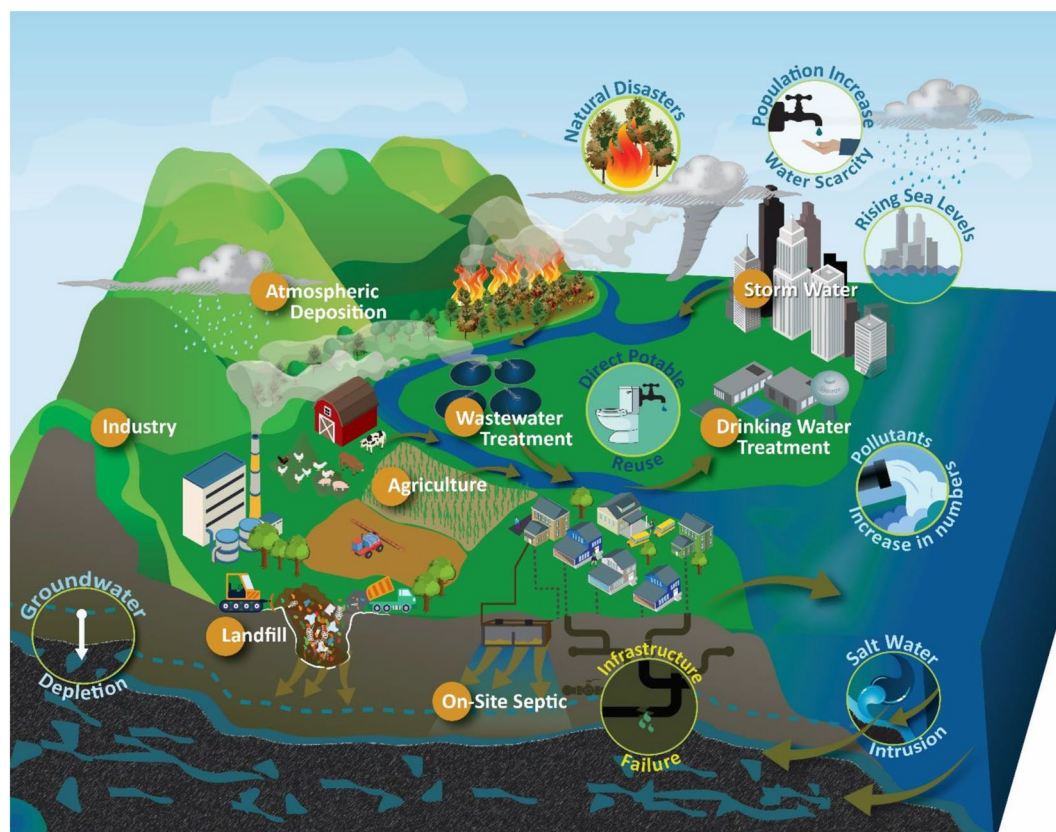 Natural Disasters
Population Increase
Water Scarcity
Rising Sea Levels
Atmospheric
Deposition
Storm Water
Direct Potable
Reuse
Industry
Wastewater
Treatment
Drinking Water
Treatment
Agriculture
Pollutants
Increase in numbers
Groundwater
Depletion
Landfill
On-Site Septic
Infrastructure
Failure
Salt Water
Intrusion